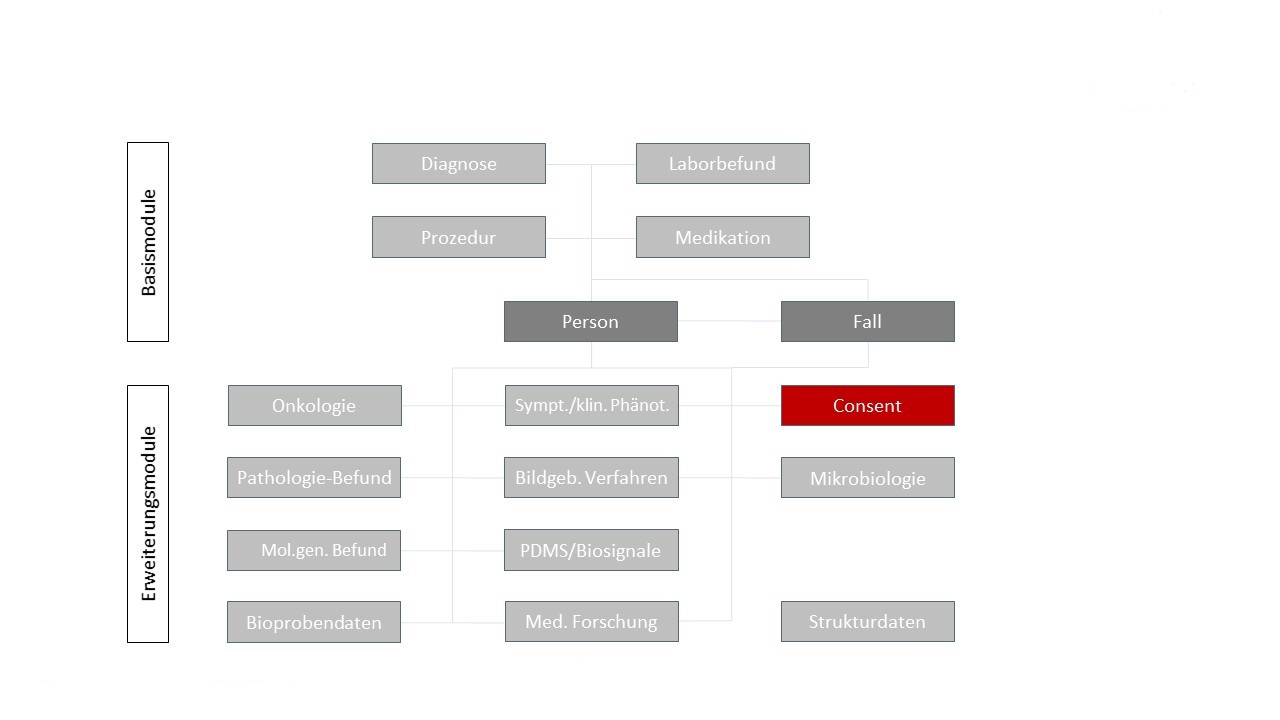 Basismodule
Diagnose
Laborbefund
Prozedur
Medikation
Person
Fall
Erweiterungsmodule
Onkologie
Sympt./klin. Phänot.
Consent
Pathologie-Befund
Bildgeb. Verfahren
Mikrobiologie
Mol.gen. Befund
PDMS/Biosignale
Bioprobendaten
Med. Forschung
Strukturdaten